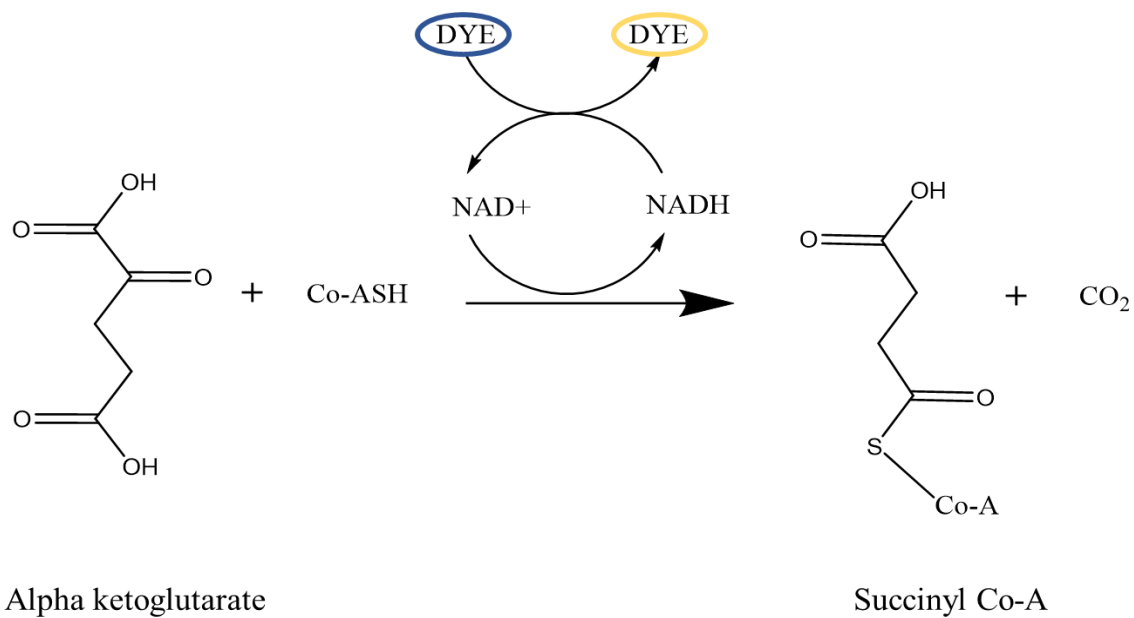 DYE DYE
NAD+ NADH
OH
O
O
+ Co-ASH
O
OH
OH
O
+ CO₂
O
S
Co-A
Alpha ketoglutarate
Succinyl Co-A